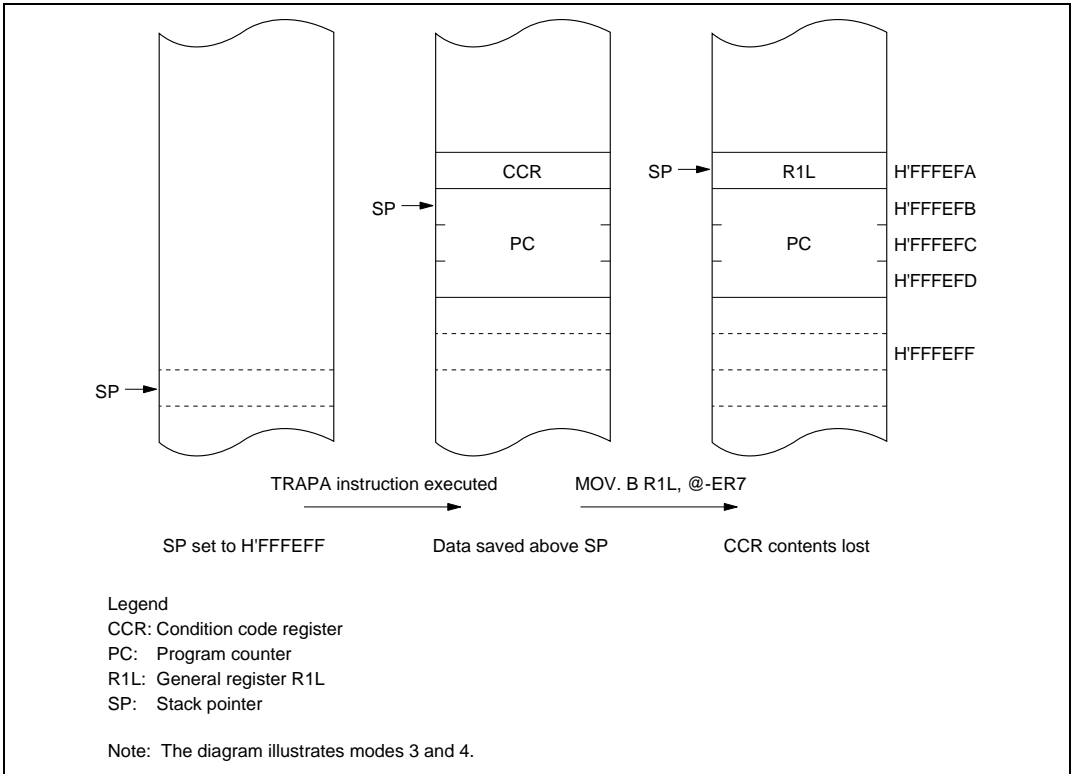 CCR
SP
R1L
H'FFFEFA
SP
H'FFFEFB
PC
PC
H'FFFEFC
H'FFFEFD
H'FFFEFF
SP
TRAPA instruction executed
MOV. B R1L, @-ER7
SP set to H'FFFEFF
Data saved above SP
CCR contents lost
Legend
CCR: Condition code register
PC: Program counter
R1L: General register R1L
SP: Stack pointer
Note: The diagram illustrates modes 3 and 4.